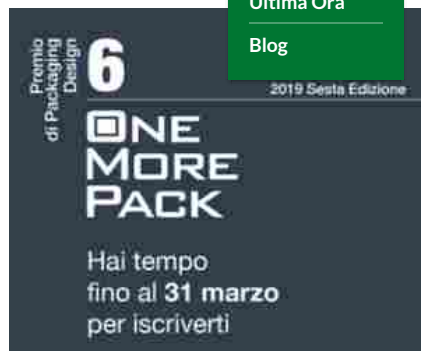 Ultima Ora
Blog
Premio
di Packaging
Design
6
2019 Sesta Edizione
ONE
MORE
PACK
Hai tempo
fino al 31 marzo
per iscriverti